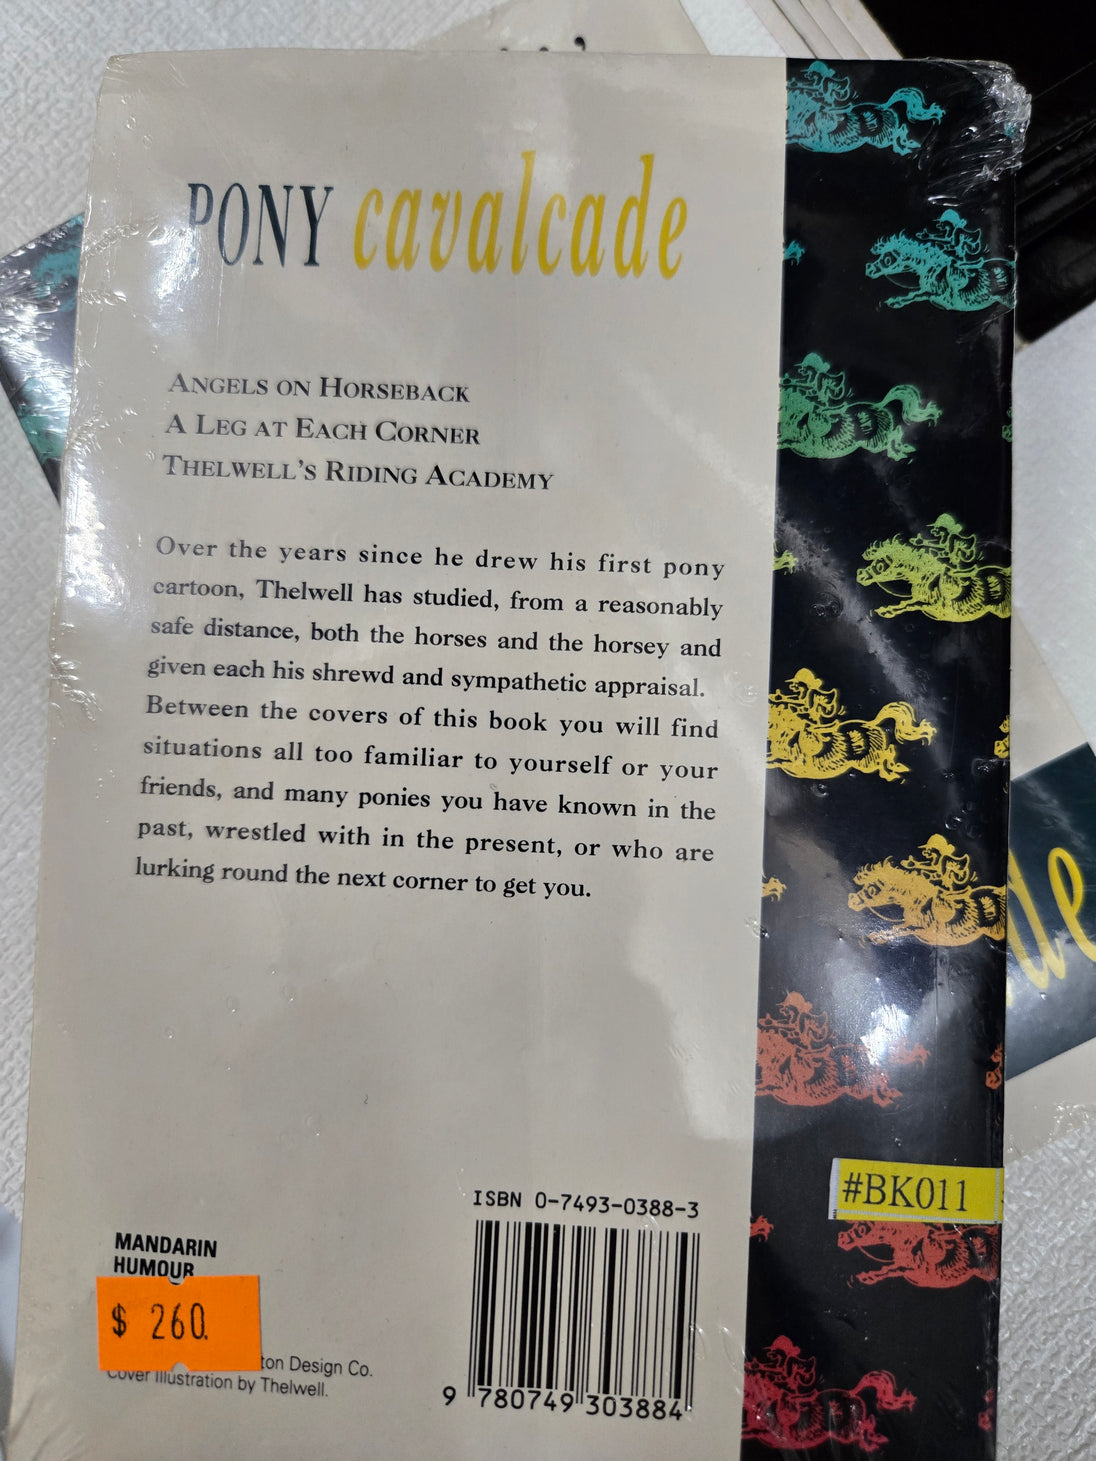 PONY cavalcade
ANGELS ON HORSEBACK
A LEG AT EACH CORNER
THELWELL'S RIDING ACADEMY
Over the years since he drew his first pony
cartoon, Thelwell has studied, from a reasonably
safe distance, both the horses and the horsey and
given each his shrewd and sympathetic appraisal.
Between the covers of this book you will find
situations all too familiar to yourself or your
friends, and many ponies you have known in the
past, wrestled with in the present, or who are
lurking round the next corner to get you.
#BK011
ISBN 0-7493-0388-3
MANDARIN
HUMOUR
$ 260.
ton Design Co.
Cover Illustration by Thelwell.
9 780749 303884
de